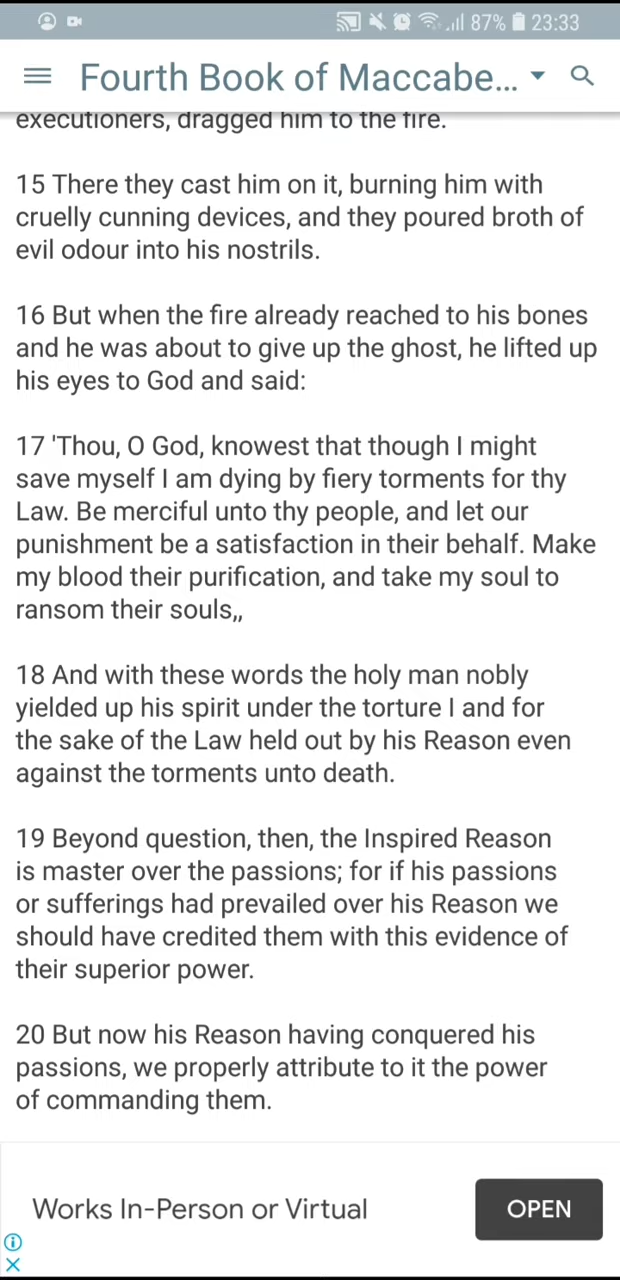 87% 23:33
Fourth Book of Maccabe...
executioners, dragged him to the fire.
15 There they cast him on it, burning him with
cruelly cunning devices, and they poured broth of
evil odour into his nostrils.
16 But when the fire already reached to his bones
and he was about to give up the ghost, he lifted up
his eyes to God and said:
17 'Thou, O God, knowest that though I might
save myself I am dying by fiery torments for thy
Law. Be merciful unto thy people, and let our
punishment be a satisfaction in their behalf. Make
my blood their purification, and take my soul to
ransom their souls,,
18 And with these words the holy man nobly
yielded up his spirit under the torture I and for
the sake of the Law held out by his Reason even
against the torments unto death.
19 Beyond question, then, the Inspired Reason
is master over the passions; for if his passions
or sufferings had prevailed over his Reason we
should have credited them with this evidence of
their superior power.
20 But now his Reason having conquered his
passions, we properly attribute to it the power
of commanding them.
Works In-Person or Virtual
OPEN